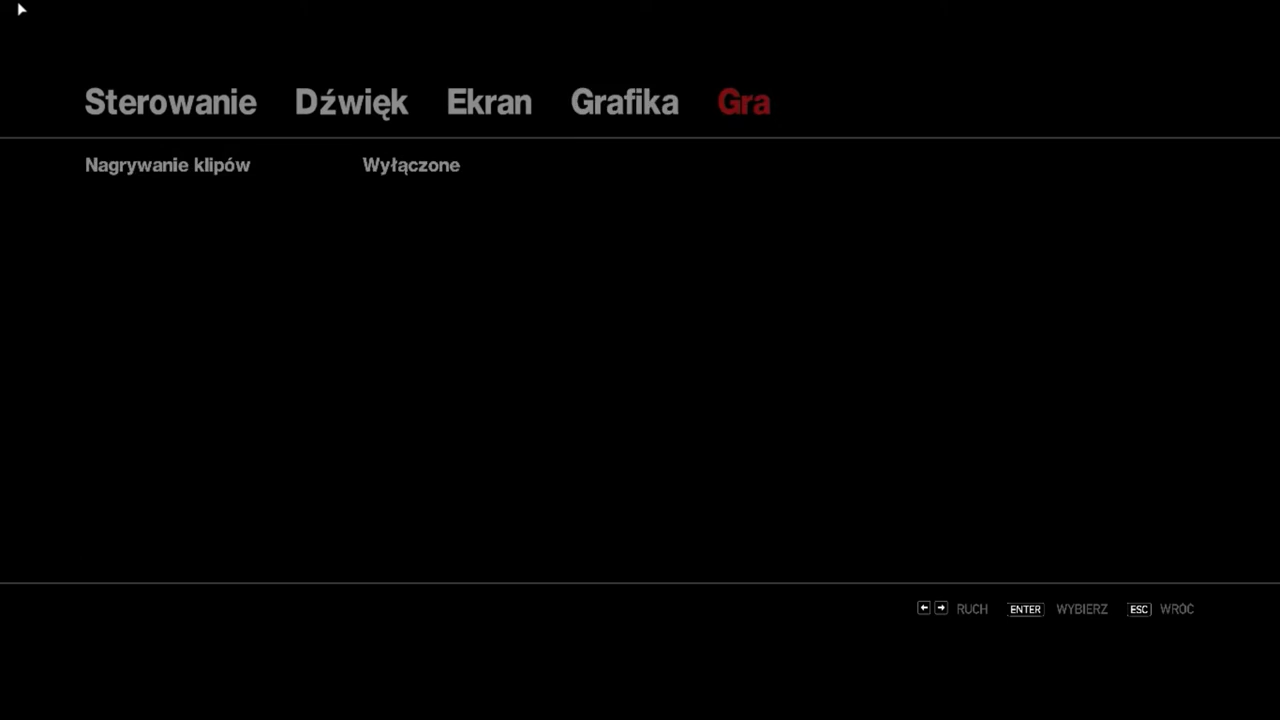 Sterowanie Dźwięk Ekran Grafika Gra
Nagrywanie klipów Wyłączone
RUCH ENTER WYBIERZ ESC WRÓĆ